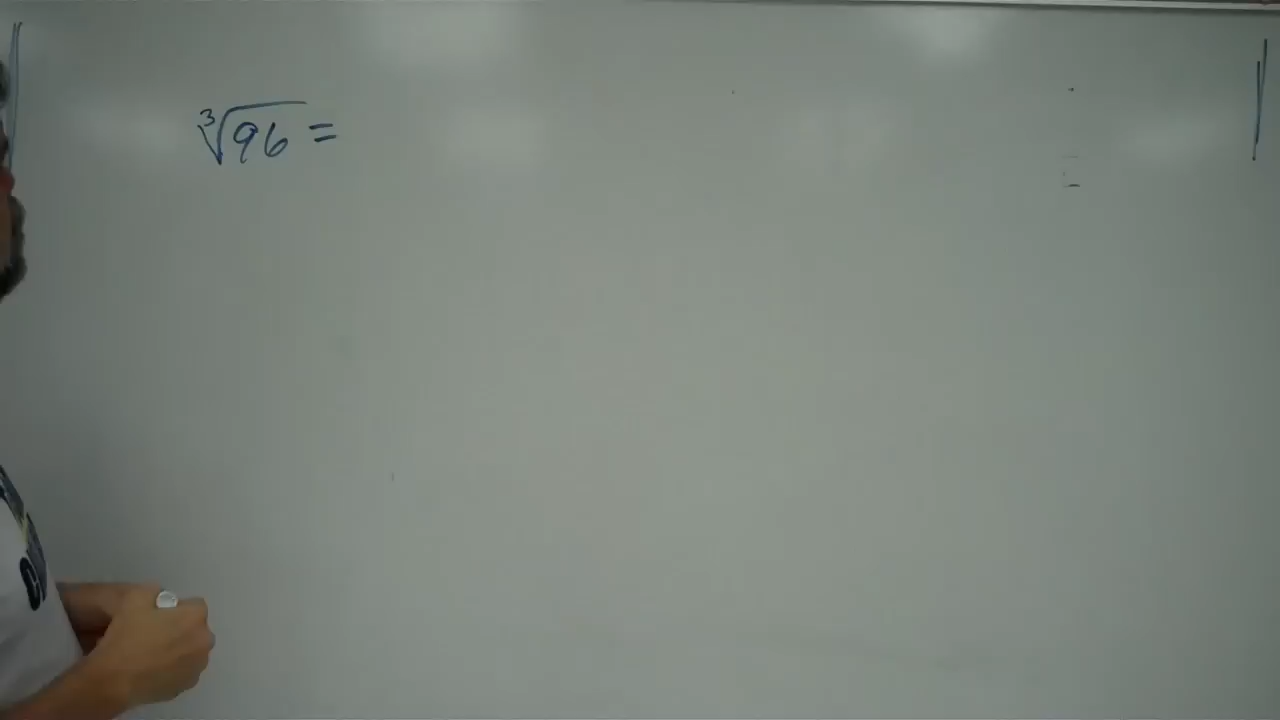 ∛96 =